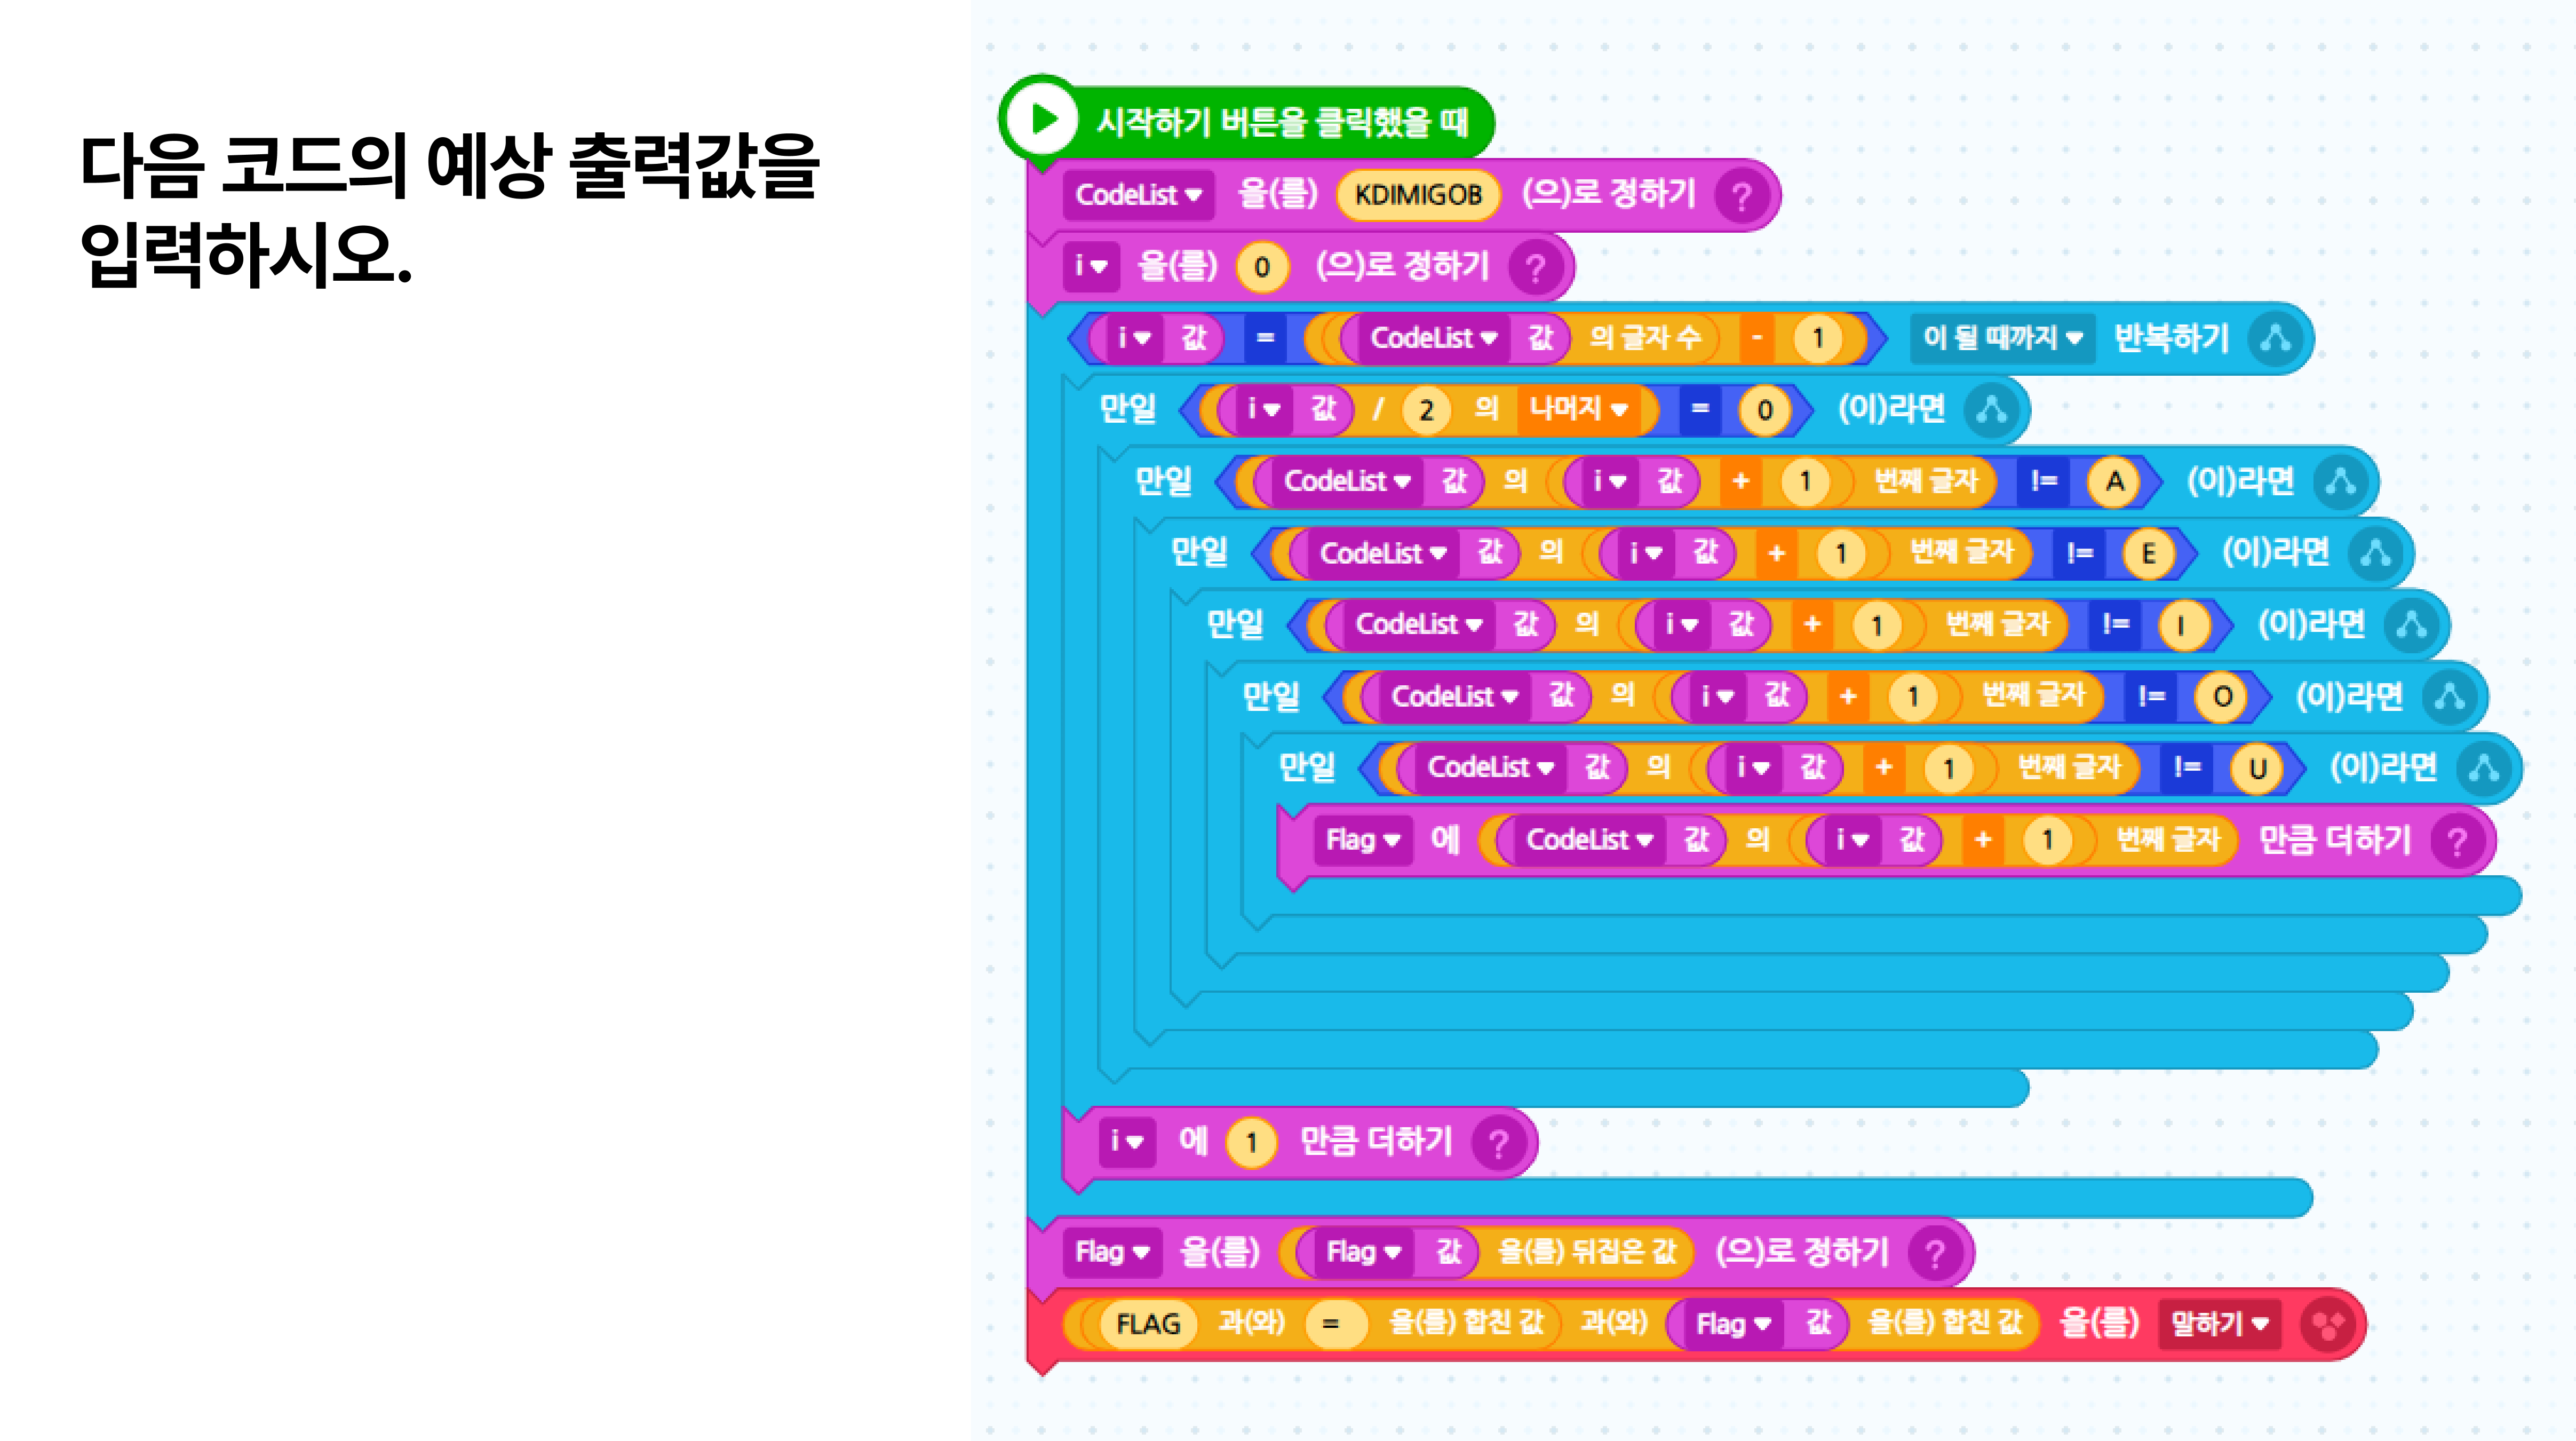 다음 코드의 예상 출력값을
입력하시오.
시작하기 버튼을 클릭했을 때
CodeList 을(를) KDIMIGOB (으)로 정하기 ?
i 을(를) 0 (으)로 정하기 ?
i 값 = CodeList 값 의 글자 수 - 1 이 될 때까지 반복하기
만일 i 값 / 2 의 나머지 = 0 (이)라면
만일 CodeList 값 의 i 값 + 1 번째 글자 != A (이)라면
만일 CodeList 값 의 i 값 + 1 번째 글자 != E (이)라면
만일 CodeList 값 의 i 값 + 1 번째 글자 != I (이)라면
만일 CodeList 값 의 i 값 + 1 번째 글자 != O (이)라면
만일 CodeList 값 의 i 값 + 1 번째 글자 != U (이)라면
Flag 에 CodeList 값 의 i 값 + 1 번째 글자 만큼 더하기 ?
i 에 1 만큼 더하기 ?
Flag 을(를) Flag 값 을(를) 뒤집은 값 (으)로 정하기 ?
FLAG 과(와) = 을(를) 합친 값 과(와) Flag 값 을(를) 합친 값 을(를) 말하기